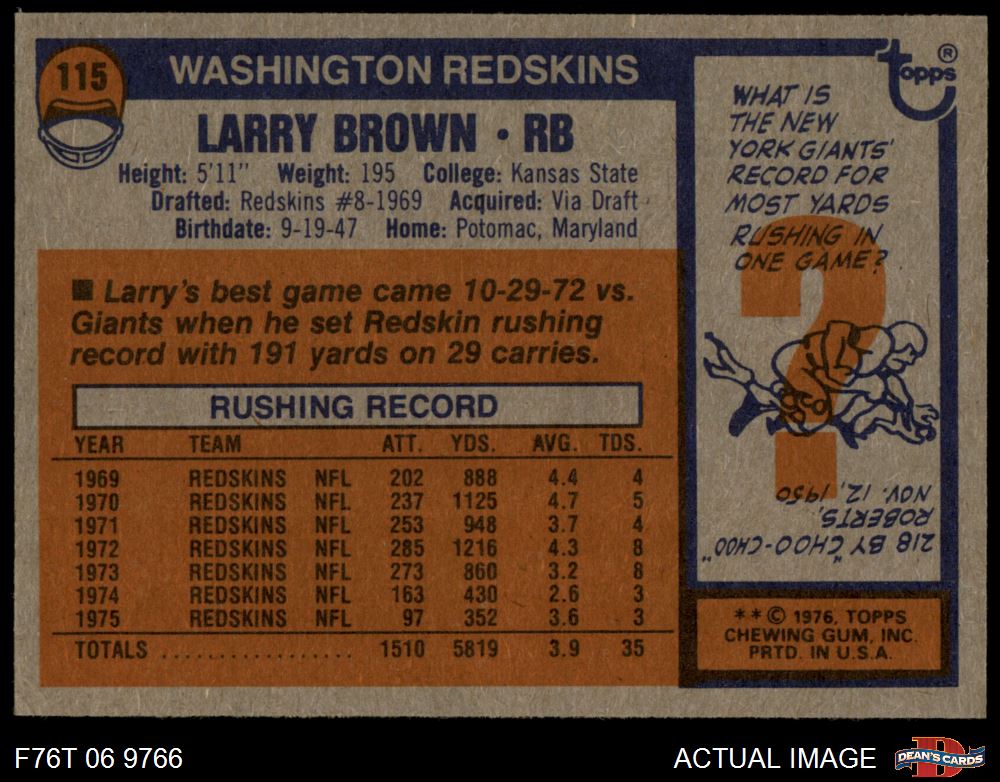 115
WASHINGTON REDSKINS
LARRY BROWN • RB
Height: 5'11" Weight: 195 College: Kansas State
Drafted: Redskins #8-1969 Acquired: Via Draft
Birthdate: 9-19-47 Home: Potomac, Maryland
■ Larry's best game came 10-29-72 vs.
Giants when he set Redskin rushing
record with 191 yards on 29 carries.
RUSHING RECORD
YEAR TEAM ATT. YDS. AVG. TDS.
1969 REDSKINS NFL 202 888 4.4 4
1970 REDSKINS NFL 237 1125 4.7 5
1971 REDSKINS NFL 253 948 3.7 4
1972 REDSKINS NFL 285 1216 4.3 8
1973 REDSKINS NFL 273 860 3.2 8
1974 REDSKINS NFL 163 430 2.6 3
1975 REDSKINS NFL 97 352 3.6 3
TOTALS .................. 1510 5819 3.9 35
topps®
WHAT IS
THE NEW
YORK GIANTS'
RECORD FOR
MOST YARDS
RUSHING IN
ONE GAME?
?
218 BY "CHOO-CHOO"
ROBERTS,
NOV. 12, 1950
**© 1976, TOPPS
CHEWING GUM, INC.
PRTD. IN U.S.A.
F76T 06 9766
ACTUAL IMAGE
D
DEAN'S CARDS